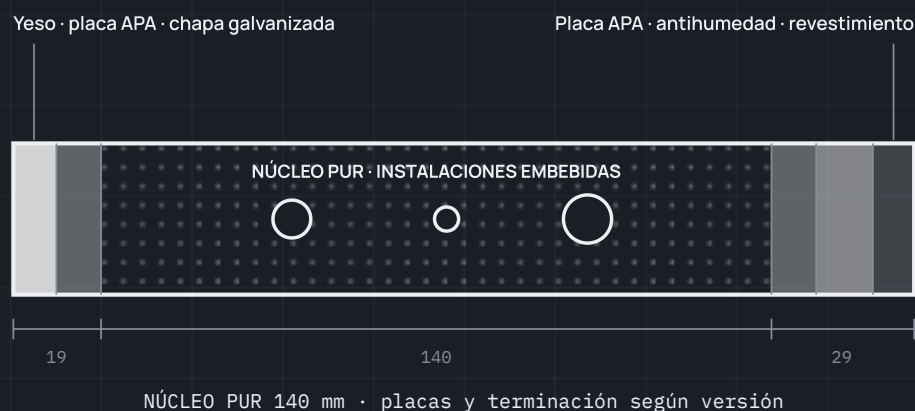 Yeso · placa APA · chapa galvanizada
Placa APA · antihumedad · revestimiento
NÚCLEO PUR · INSTALACIONES EMBEBIDAS
19
140
29
NÚCLEO PUR 140 mm · placas y terminación según versión